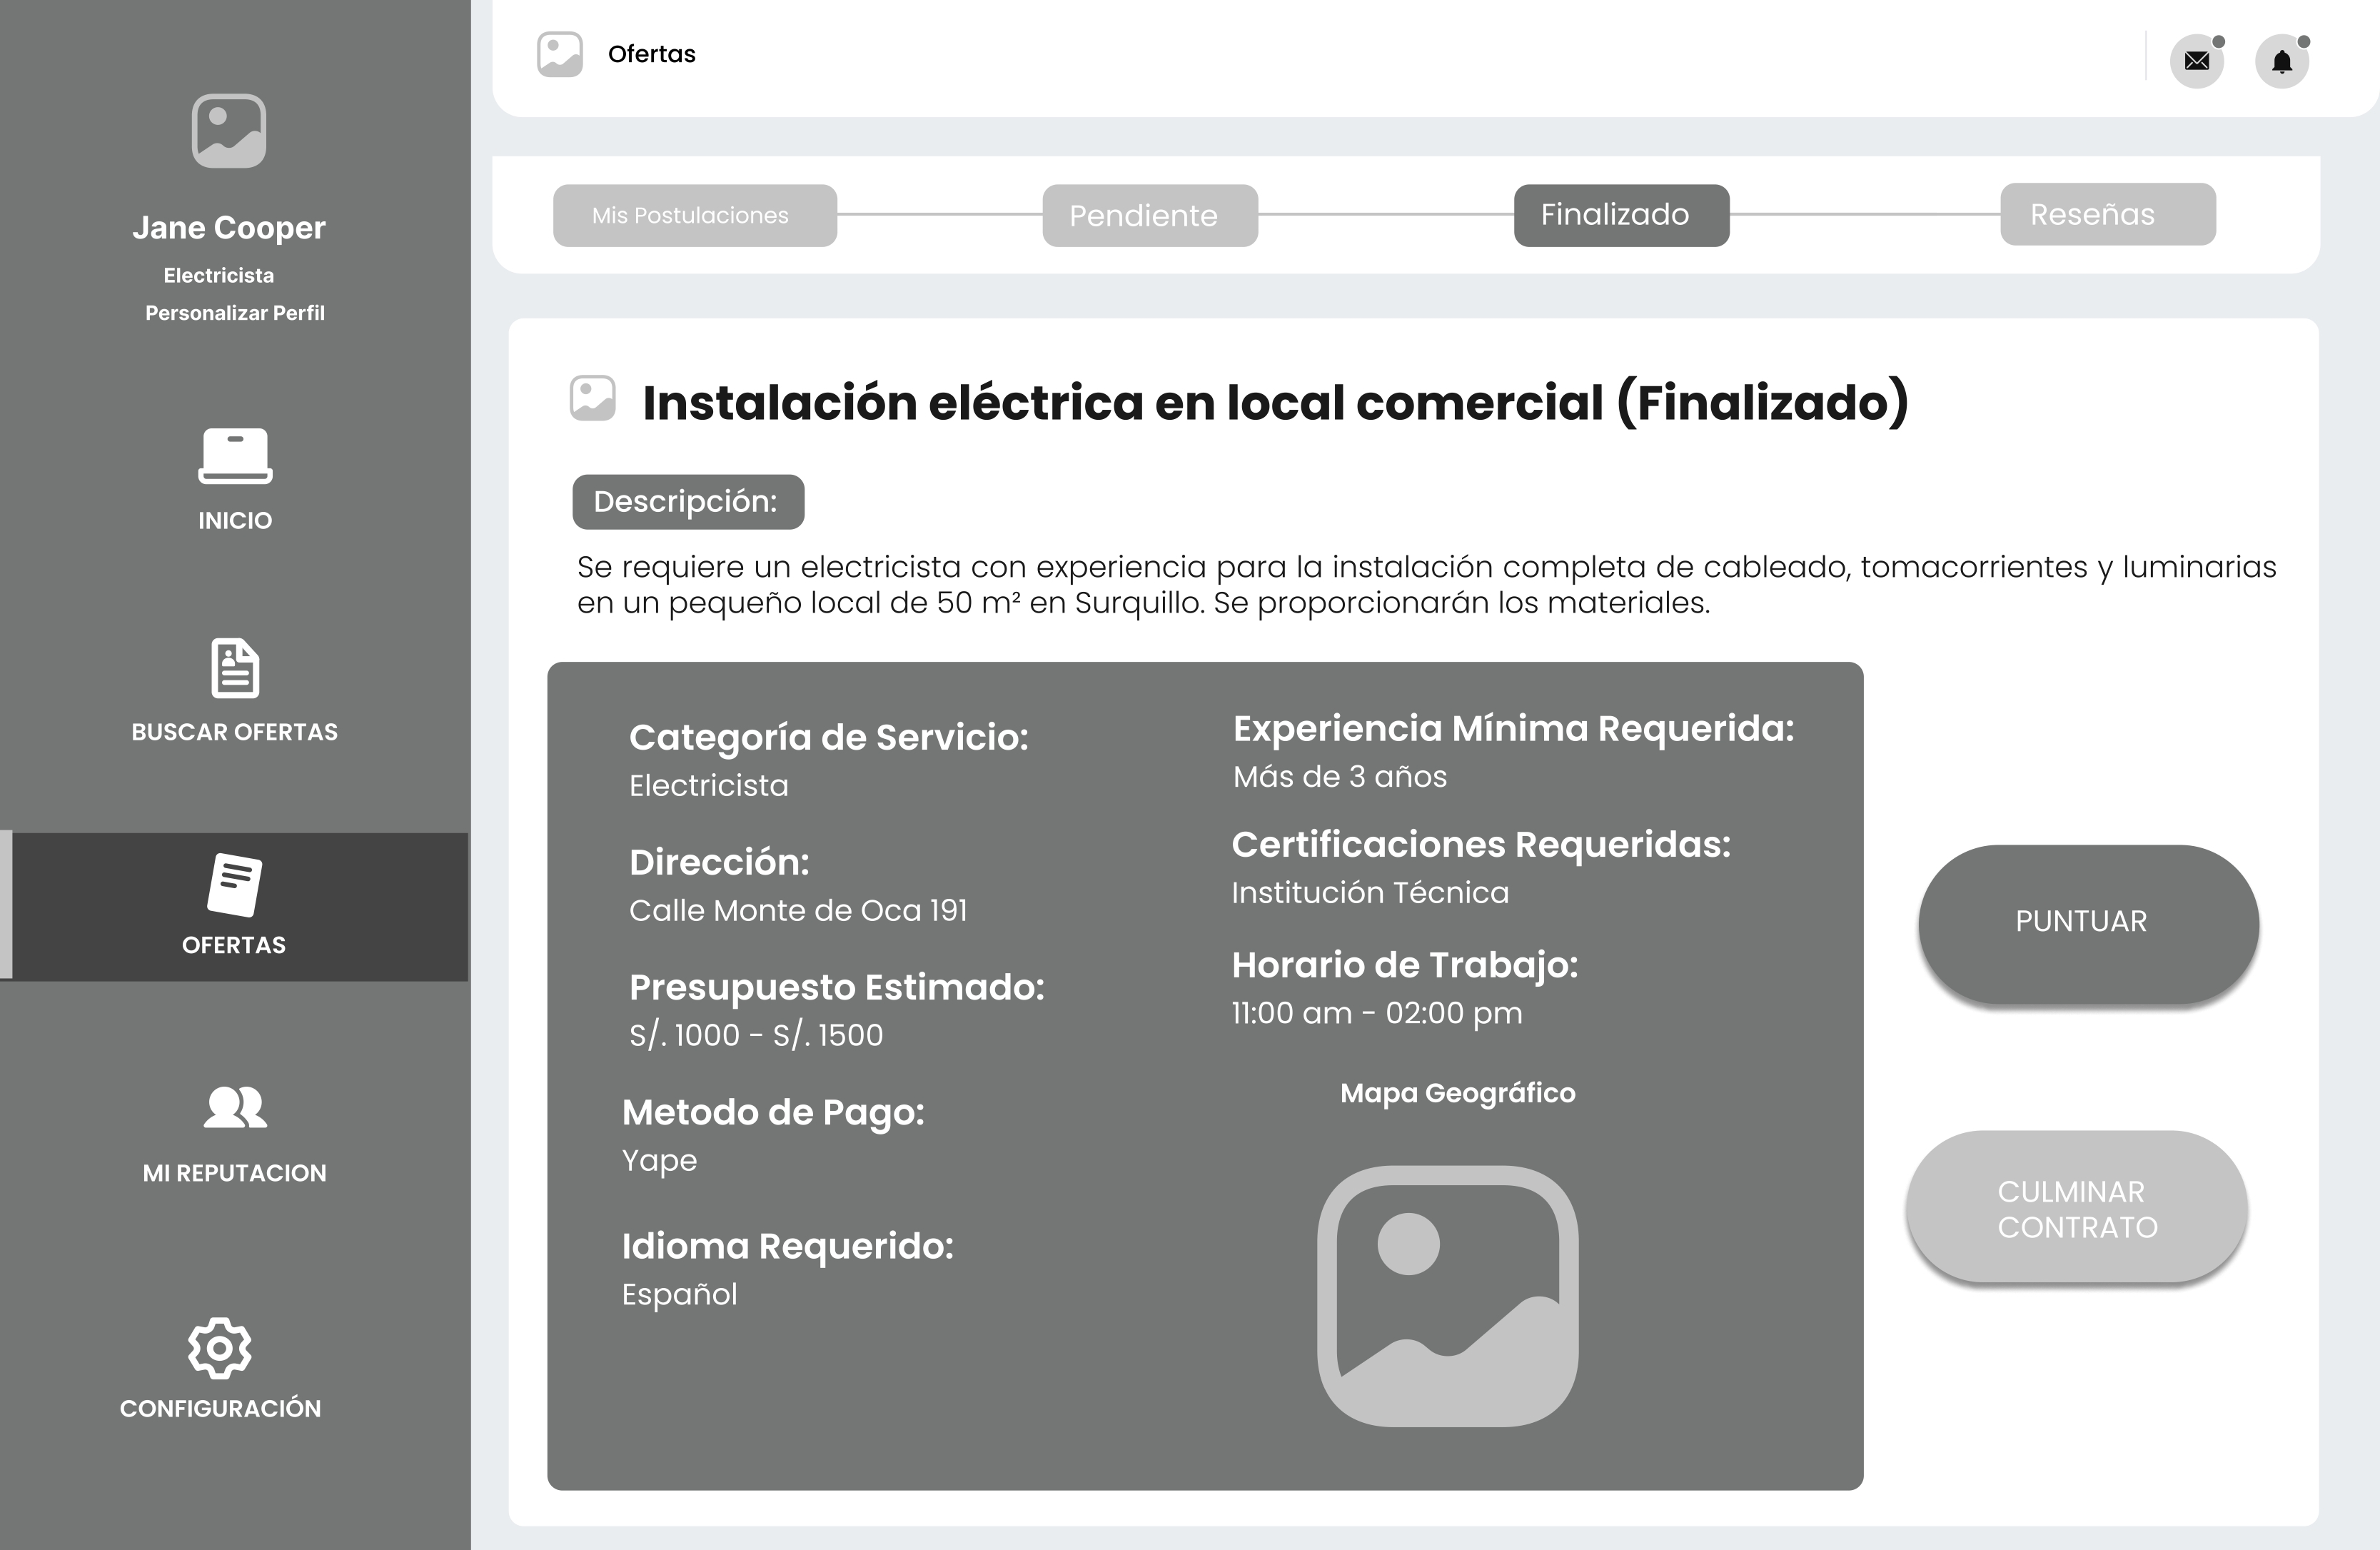 Jane Cooper
Electricista
Personalizar Perfil
INICIO
BUSCAR OFERTAS
OFERTAS
MI REPUTACION
CONFIGURACIÓN
Ofertas
Mis Postulaciones
Pendiente
Finalizado
Reseñas
Instalación eléctrica en local comercial (Finalizado)
Descripción:
Se requiere un electricista con experiencia para la instalación completa de cableado, tomacorrientes y luminarias
en un pequeño local de 50 m² en Surquillo. Se proporcionarán los materiales.
Categoría de Servicio:
Electricista
Dirección:
Calle Monte de Oca 191
Presupuesto Estimado:
S/. 1000 - S/. 1500
Metodo de Pago:
Yape
Idioma Requerido:
Español
Experiencia Mínima Requerida:
Más de 3 años
Certificaciones Requeridas:
Institución Técnica
Horario de Trabajo:
11:00 am - 02:00 pm
Mapa Geográfico
PUNTUAR
CULMINAR
CONTRATO